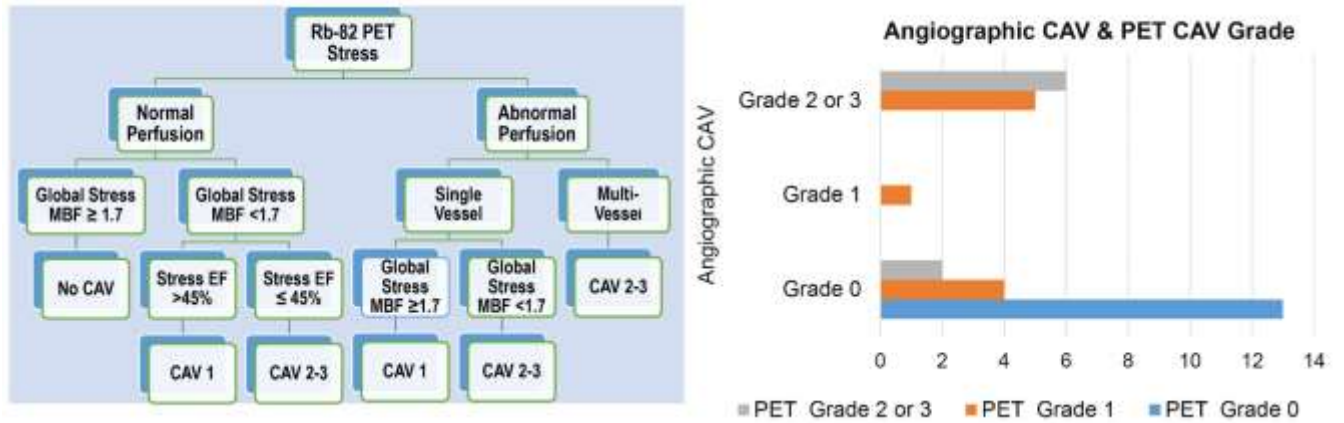 Rb-82 PET
Stress
Normal
Perfusion
Abnormal
Perfusion
Global Stress
MBF ≥ 1.7
Global Stress
MBF <1.7
Single
Vessel
Multi-
Vessel
No CAV
Stress EF
>45%
Stress EF
≤ 45%
Global
Stress
MBF ≥1.7
Global
Stress
MBF <1.7
CAV 2-3
CAV 1
CAV 2-3
CAV 1
CAV 2-3
Angiographic CAV & PET CAV Grade
Angiographic CAV
Grade 2 or 3
Grade 1
Grade 0
0 2 4 6 8 10 12 14
PET Grade 2 or 3 PET Grade 1 PET Grade 0